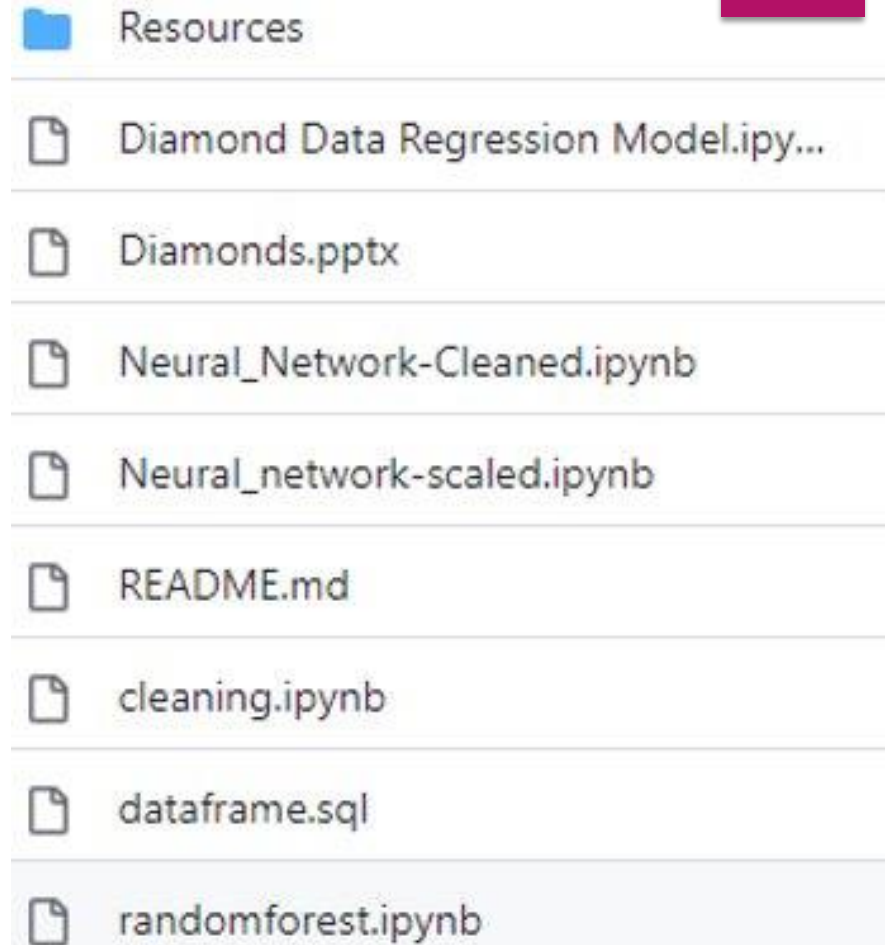 Resources
Diamond Data Regression Model.ipy...
Diamonds.pptx
Neural_Network-Cleaned.ipynb
Neural_network-scaled.ipynb
README.md
cleaning.ipynb
dataframe.sql
randomforest.ipynb